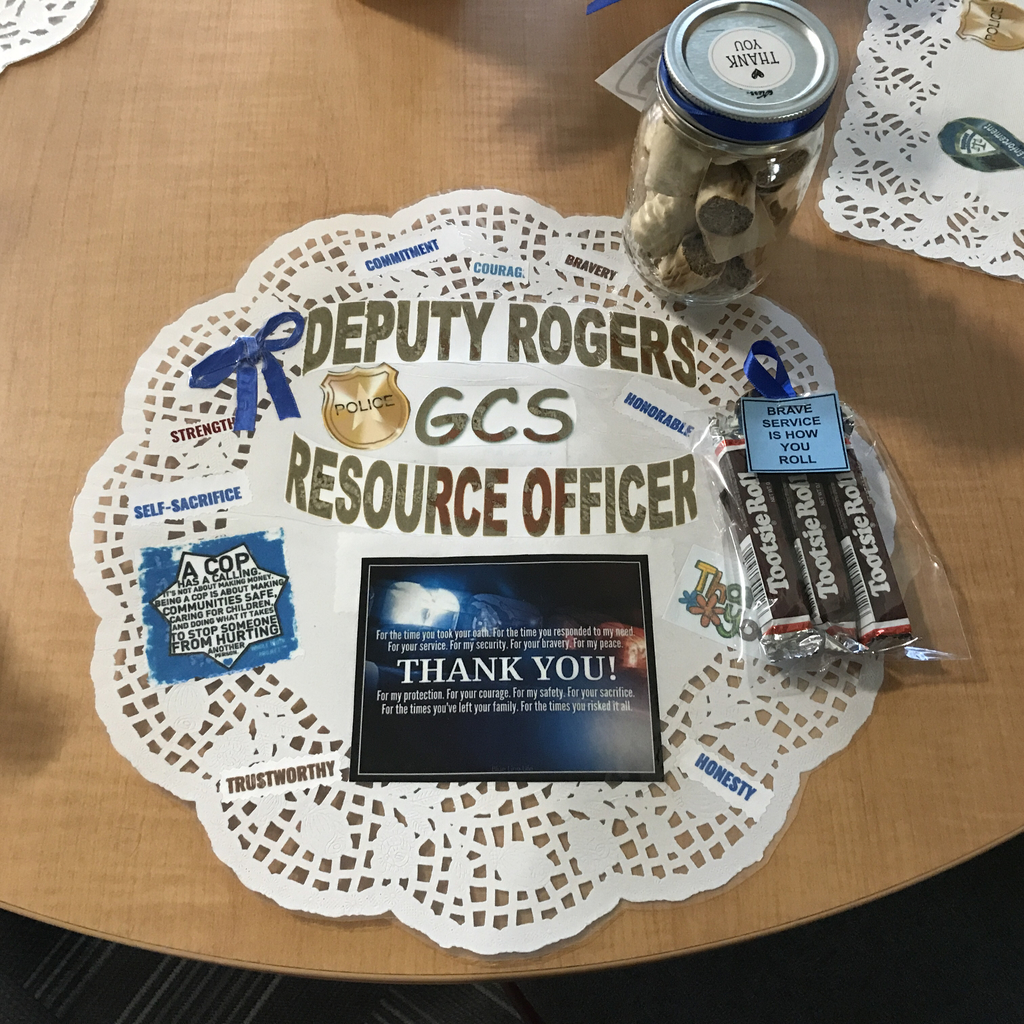 THANK
YOU
POLICE
Enforcement
COMMITMENT
COURAG
BRAVERY
DEPUTY ROGERS
POLICE
GCS
HONORABLE
STRENGTH
RESOURCE OFFICER
SELF-SACRIFICE
BRAVE
SERVICE
IS HOW
YOU
ROLL
Tootsie Roll
Tootsie Roll
Tootsie Roll
A COP
HAS A CALLING.
IT'S NOT ABOUT MAKING MONEY.
BEING A COP IS ABOUT MAKING
COMMUNITIES SAFE,
CARING FOR CHILDREN,
AND DOING WHAT IT TAKES
TO STOP SOMEONE
FROM HURTING
ANOTHER
PERSON.
For the time you took your oath. For the time you responded to my need.
For your service. For my security. For your bravery. For my peace.
THANK YOU!
For my protection. For your courage. For my safety. For your sacrifice.
For the times you've left your family. For the times you risked it all.
TRUSTWORTHY
HONESTY